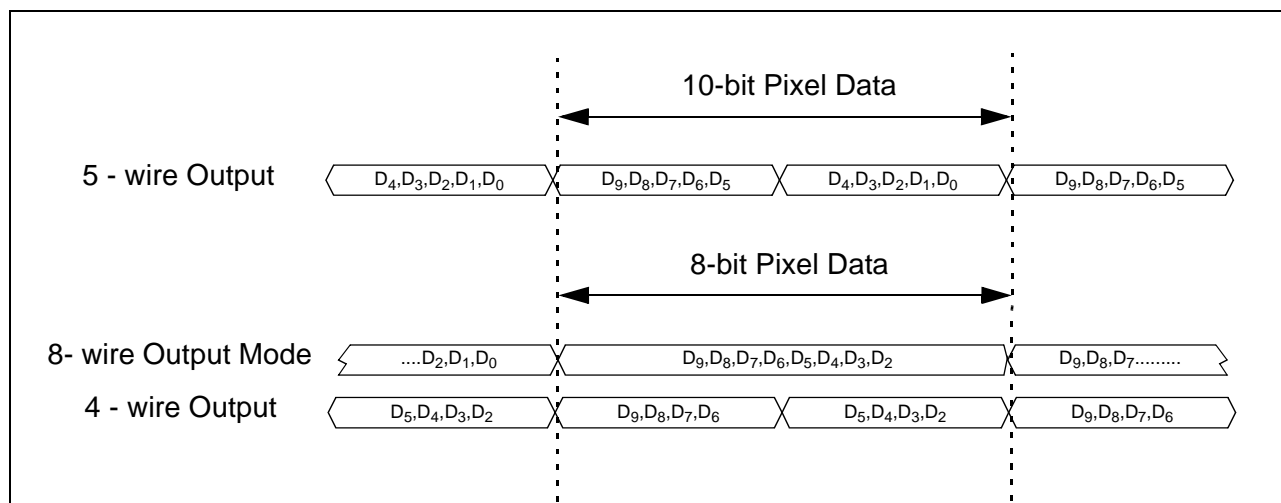 10-bit Pixel Data
5 - wire Output
D4,D3,D2,D1,D0
D9,D8,D7,D6,D5
D4,D3,D2,D1,D0
D9,D8,D7,D6,D5
8-bit Pixel Data
8- wire Output Mode
....D2,D1,D0
D9,D8,D7,D6,D5,D4,D3,D2
D9,D8,D7.........
4 - wire Output
D5,D4,D3,D2
D9,D8,D7,D6
D5,D4,D3,D2
D9,D8,D7,D6